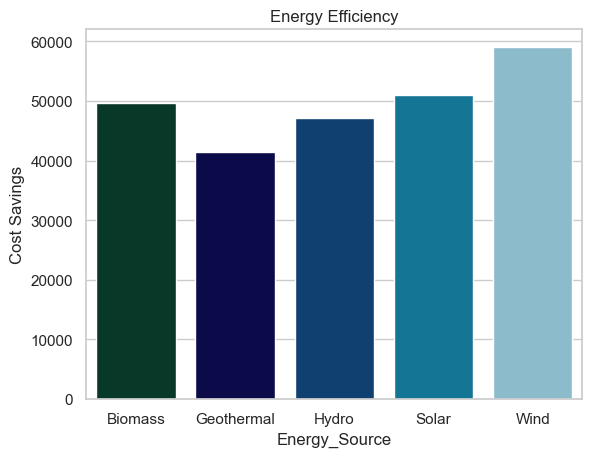 Energy Efficiency
60000
50000
40000
30000
20000
10000
0
Cost Savings
Biomass Geothermal Hydro Solar Wind
Energy_Source